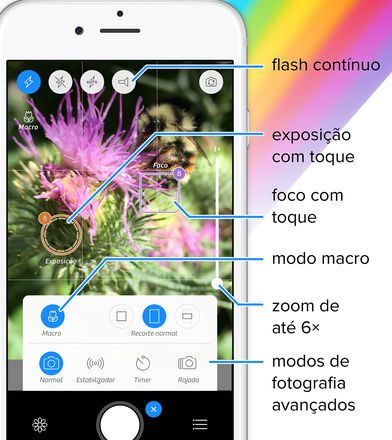 flash contínuo
AUTO
Macro
exposição
com toque
Foco
foco com
toque
Exposição
modo macro
Macro
Recorte normal
zoom de
até 6×
Normal
Estabilizador
Timer
Rajada
modos de
fotografia
avançados